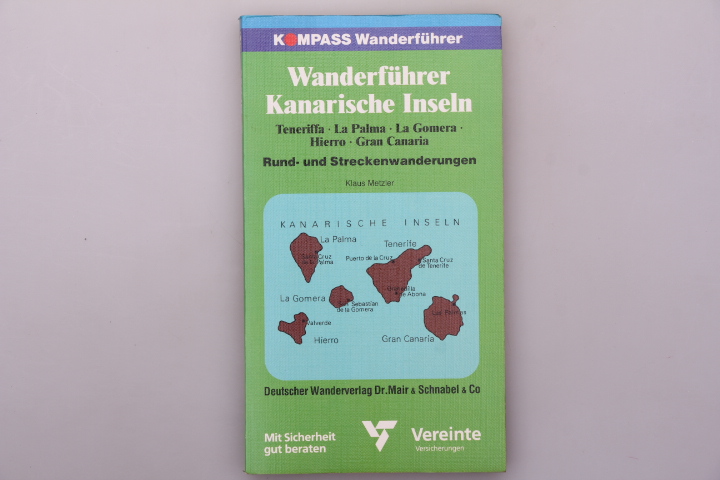 KOMPASS Wanderführer
Wanderführer
Kanarische Inseln
Teneriffa · La Palma · La Gomera ·
Hierro · Gran Canaria
Rund- und Streckenwanderungen
Klaus Metzler
KANARISCHE INSELN
La Palma
Tenerife
Santa Cruz
de la Palma
Puerto de la Cruz
Santa Cruz
de Tenerife
Granadilla
de Abona
La Gomera
San Sebastian
de la Gomera
Las Palmas
Valverde
Hierro
Gran Canaria
Deutscher Wanderverlag Dr. Mair & Schnabel & Co
Mit Sicherheit
gut beraten
Vereinte
Versicherungen